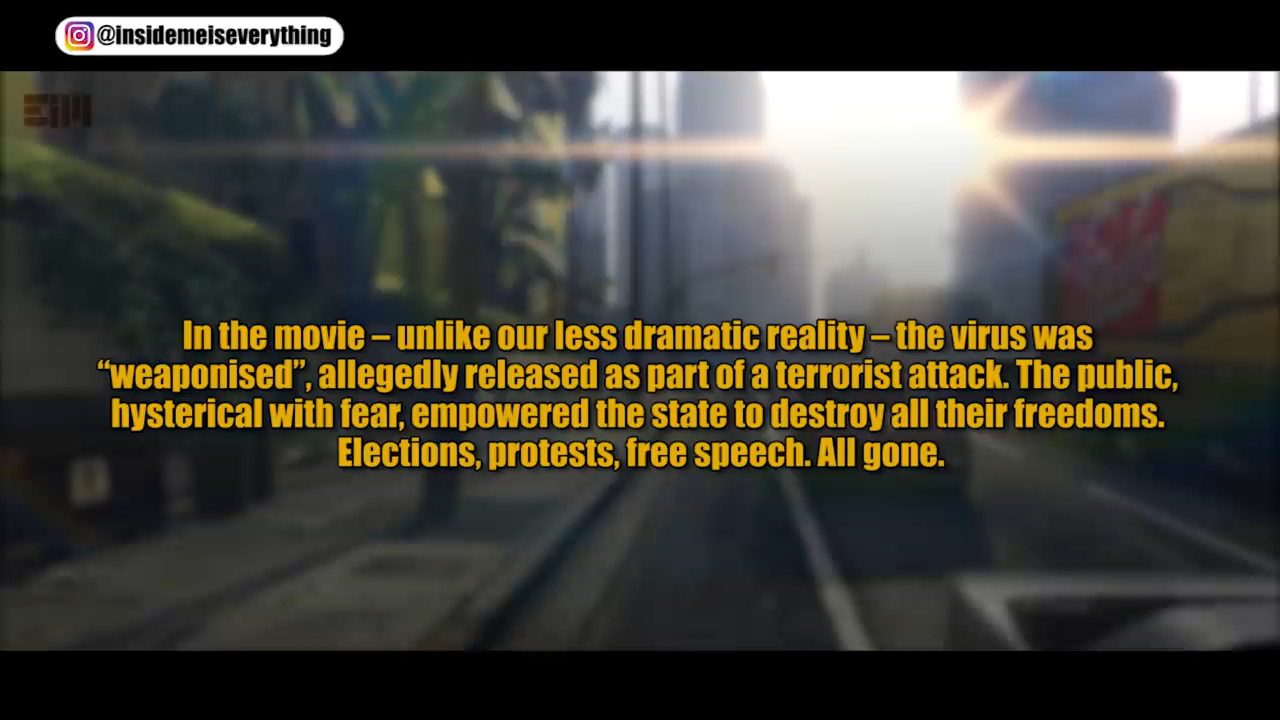 @insidemeiseverything
EIM
In the movie – unlike our less dramatic reality – the virus was
“weaponised”, allegedly released as part of a terrorist attack. The public,
hysterical with fear, empowered the state to destroy all their freedoms.
Elections, protests, free speech. All gone.